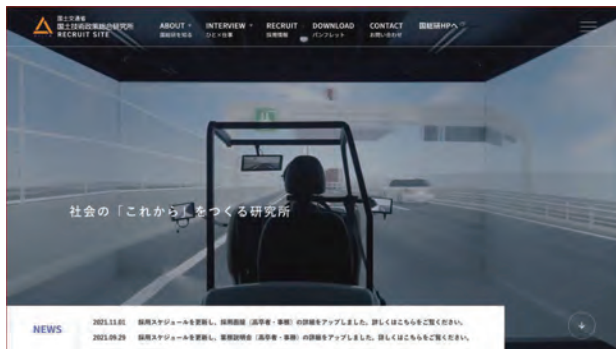 国土交通省
国土技術政策総合研究所
RECRUIT SITE
ABOUT +
国総研を知る
INTERVIEW +
ひと×仕事
RECRUIT
採用情報
DOWNLOAD
パンフレット
CONTACT
お問い合わせ
国総研HPへ
社会の「これから」をつくる研究所
NEWS
2021.11.01 採用スケジュールを更新し、採用面接（高卒者・事務）の詳細をアップしました。詳しくはこちらをご覧ください。
2021.09.29 採用スケジュールを更新し、業務説明会（高卒者・事務）の詳細をアップしました。詳しくはこちらをご覧ください。